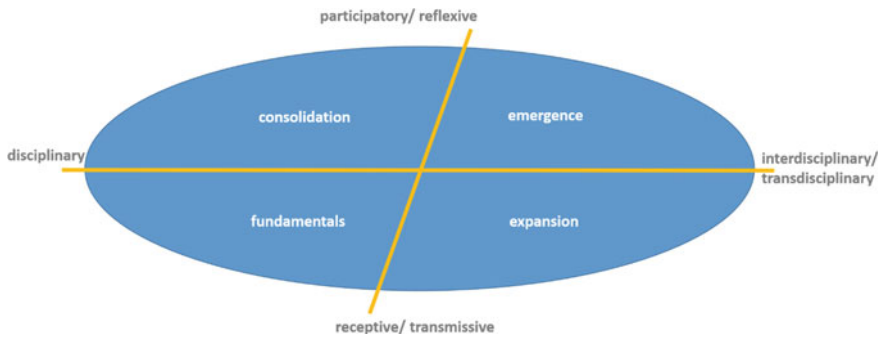 participatory/ reflexive
consolidation
emergence
disciplinary
interdisciplinary/
transdisciplinary
fundamentals
expansion
receptive/ transmissive